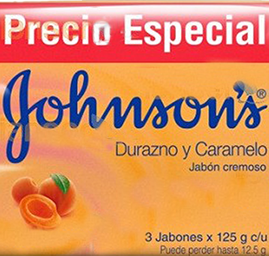 Precio Especial
Johnson's®
Durazno y Caramelo
Jabón cremoso
3 Jabones x 125 g c/u
Puede perder hasta 12.5 g